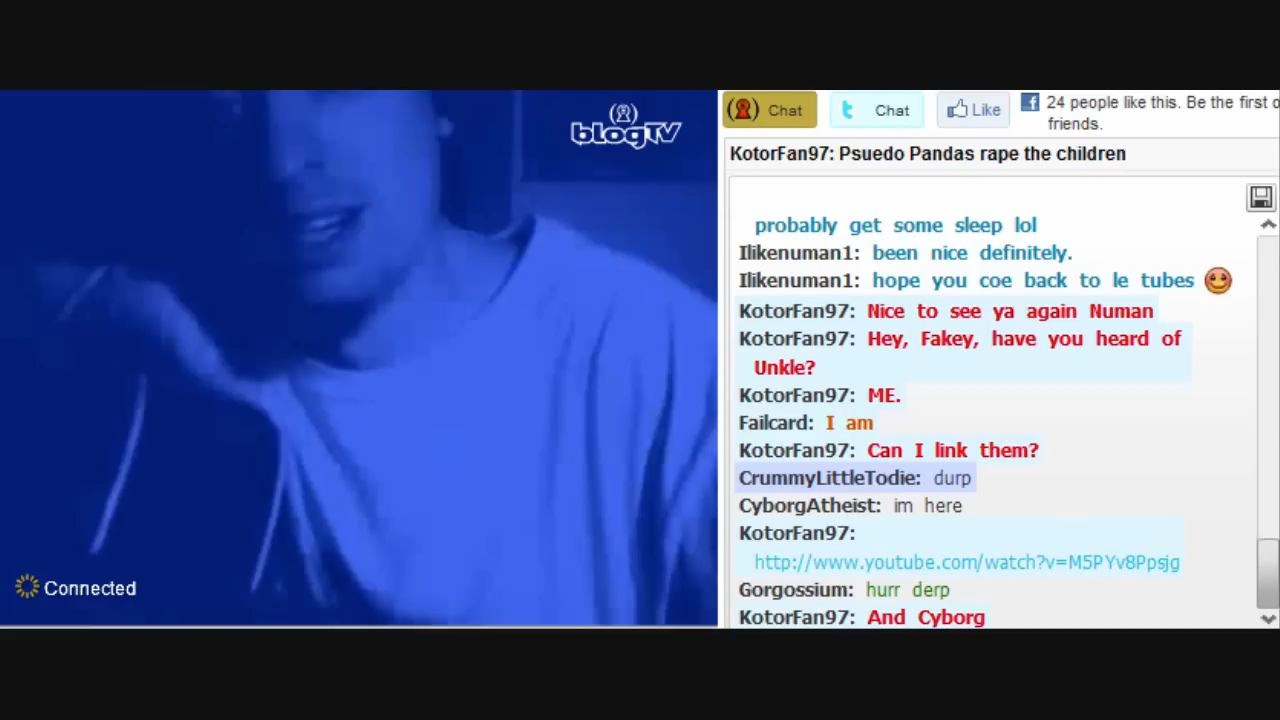 blogTV
Connected
Chat
Chat
Like
24 people like this. Be the first o
friends.
KotorFan97: Psuedo Pandas rape the children
probably get some sleep lol
Ilikenuman1: been nice definitely.
Ilikenuman1: hope you coe back to le tubes
KotorFan97: Nice to see ya again Numan
KotorFan97: Hey, Fakey, have you heard of
Unkle?
KotorFan97: ME.
Failcard: I am
KotorFan97: Can I link them?
CrummyLittleTodie: durp
CyborgAtheist: im here
KotorFan97:
http://www.youtube.com/watch?v=M5PYv8Ppsjg
Gorgossium: hurr derp
KotorFan97: And Cyborg